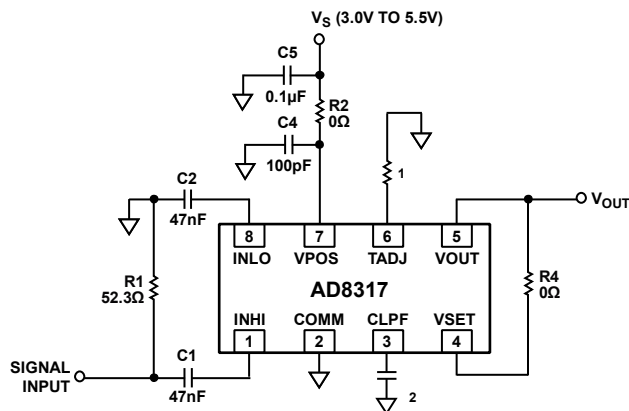 VS (3.0V TO 5.5V)
C5
0.1µF
R2
0Ω
C4
100pF
1
C2
47nF
VOUT
8
7
6
5
INLO
VPOS
TADJ
VOUT
R1
52.3Ω
AD8317
R4
0Ω
INHI
COMM
CLPF
VSET
1
2
3
4
SIGNAL
INPUT
C1
47nF
2